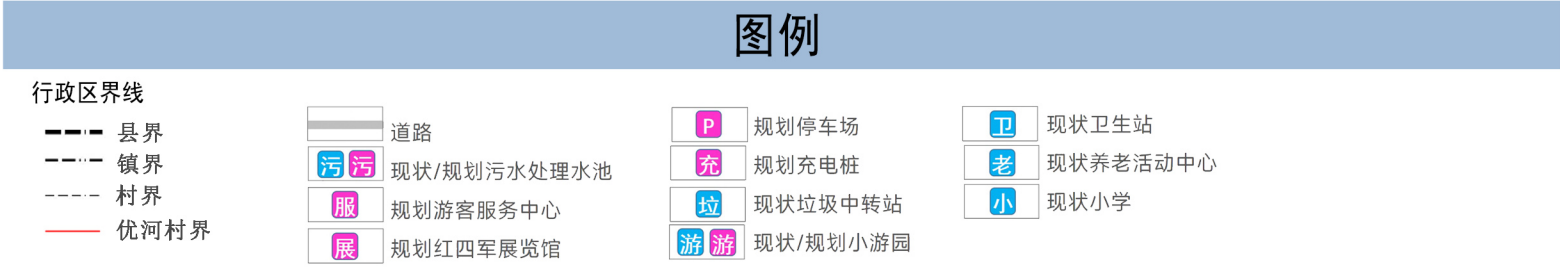 图例
行政区界线
县界
镇界
村界
优河村界
道路
污 污 现状/规划污水处理水池
服 规划游客服务中心
展 规划红四军展览馆
P 规划停车场
充 规划充电桩
垃 现状垃圾中转站
游 游 现状/规划小游园
卫 现状卫生站
老 现状养老活动中心
小 现状小学